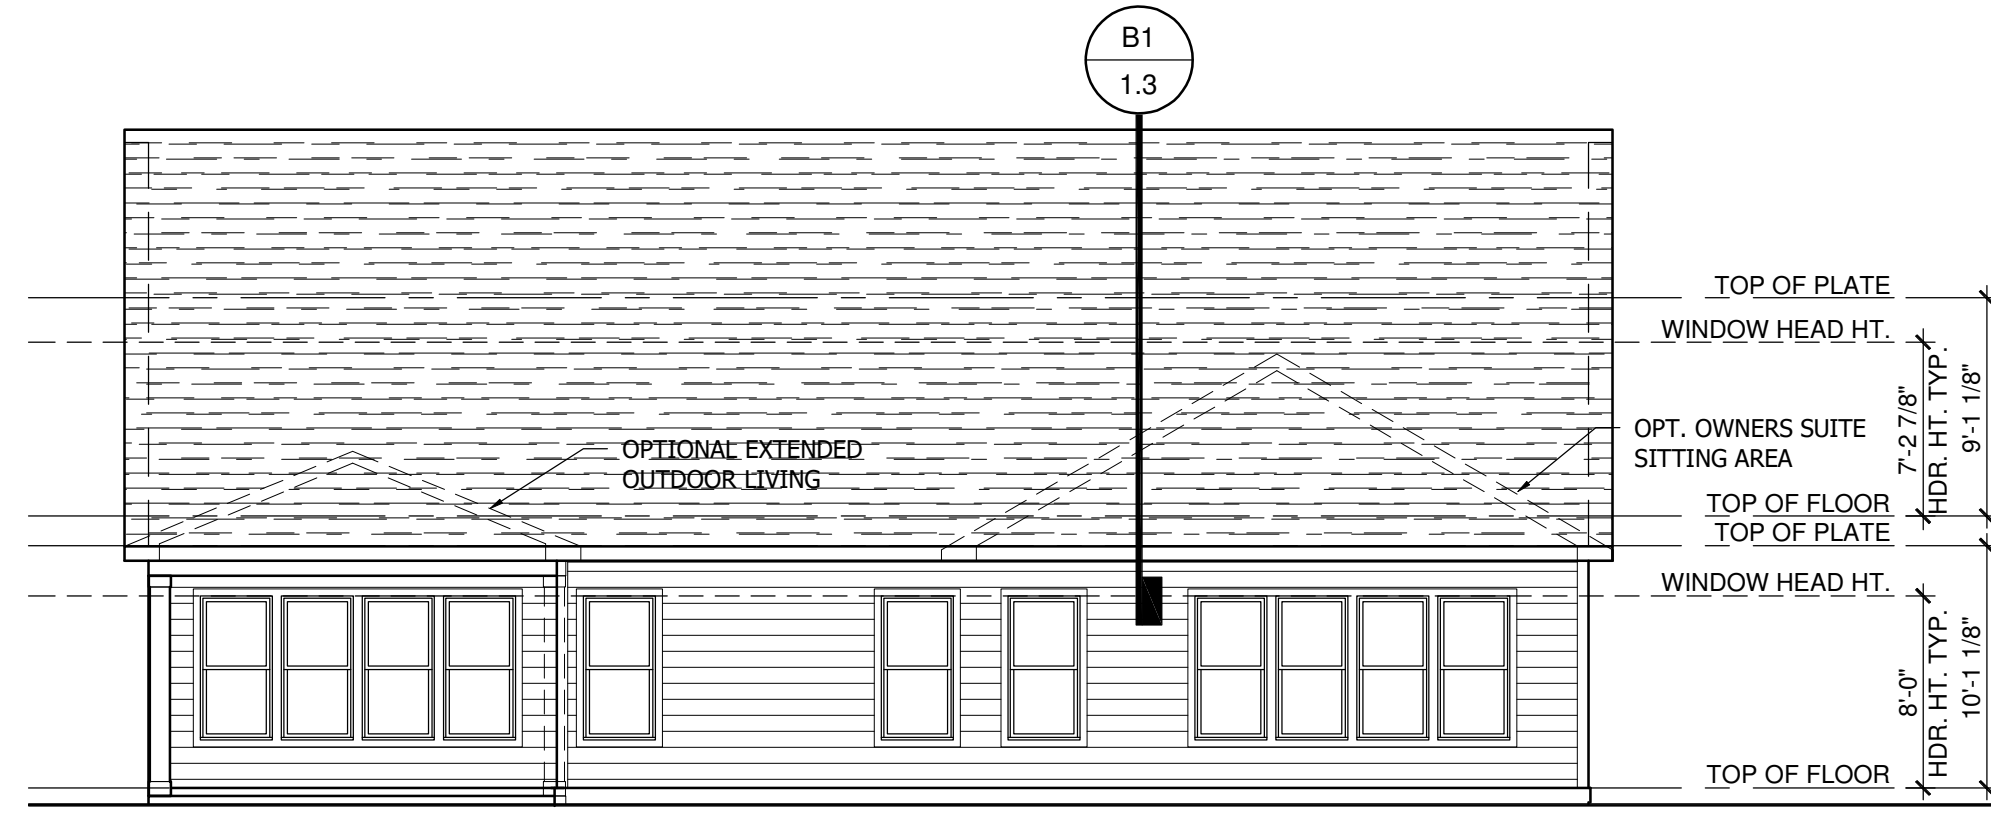 B1
1.3
TOP OF PLATE
WINDOW HEAD HT.
7'-2 7/8"
HDR. HT. TYP.
9'-1 1/8"
OPTIONAL EXTENDED
OUTDOOR LIVING
OPT. OWNERS SUITE
SITTING AREA
TOP OF FLOOR
TOP OF PLATE
WINDOW HEAD HT.
8'-0"
HDR. HT. TYP.
10'-1 1/8"
TOP OF FLOOR